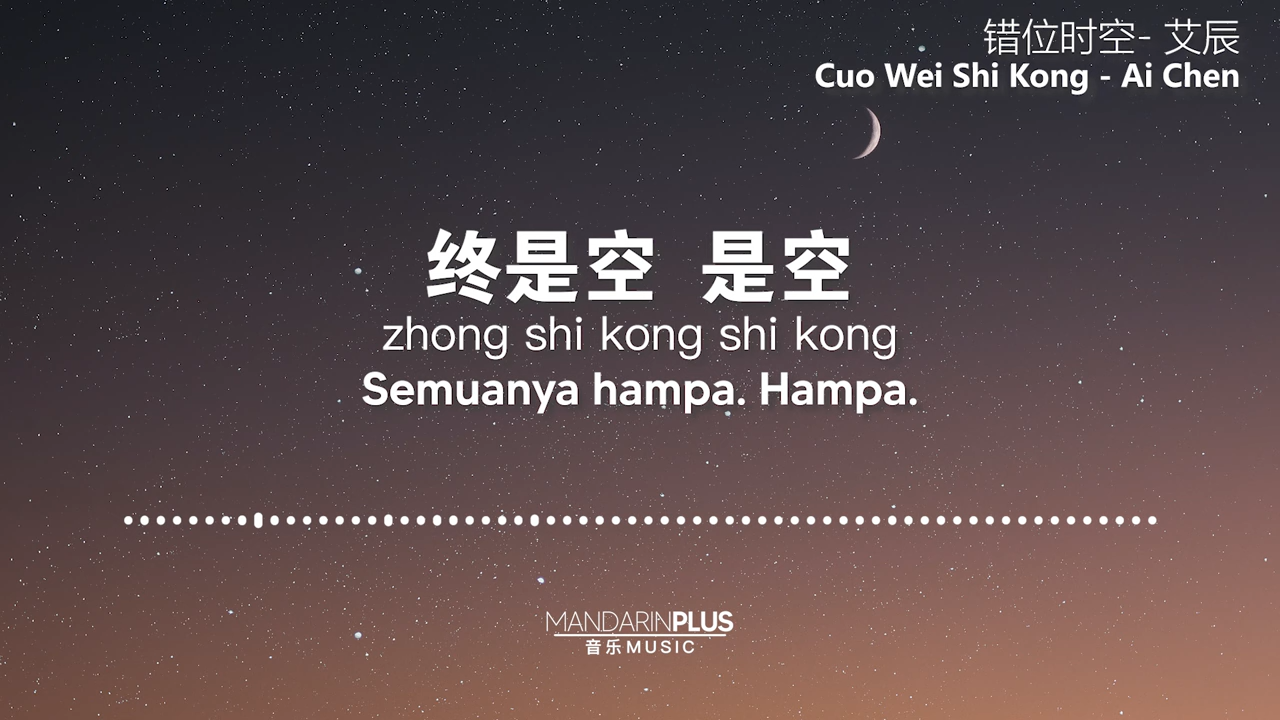 错位时空- 艾辰
Cuo Wei Shi Kong - Ai Chen
终是空 是空
zhong shi kong shi kong
Semuanya hampa. Hampa.
MANDARINPLUS
音乐MUSIC